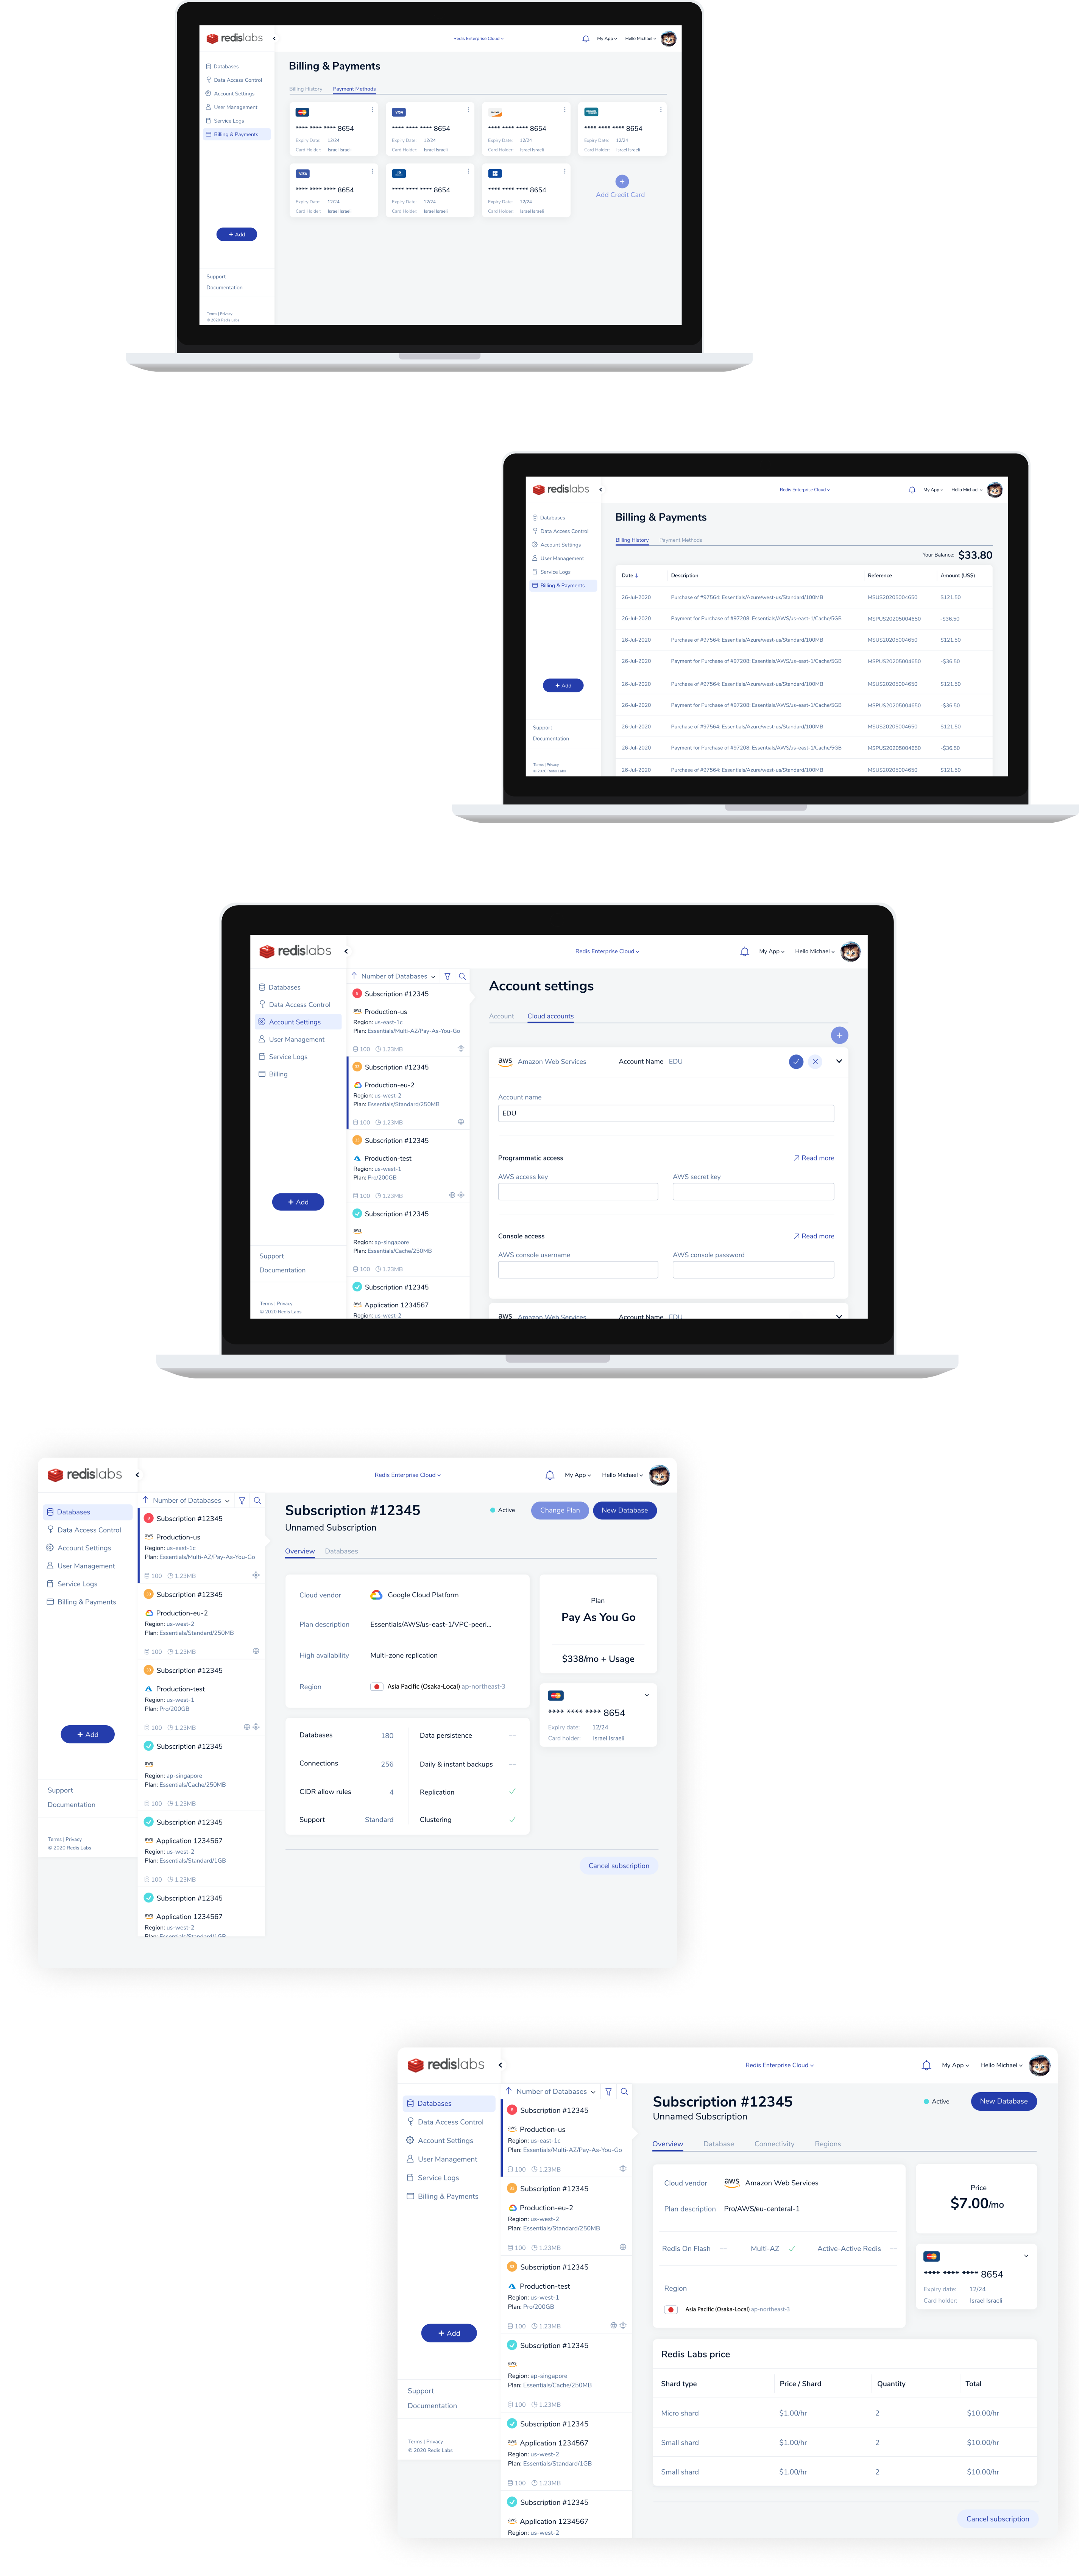 redislabs
Redis Enterprise Cloud
My App
Hello Michael
Databases
Data Access Control
Account Settings
User Management
Service Logs
Billing & Payments
+ Add
Support
Documentation
Terms | Privacy
© 2020 Redis Labs
Billing & Payments
Billing History Payment Methods
VISA
**** **** **** 8654 **** **** **** 8654 **** **** **** 8654 **** **** **** 8654
Expiry Date: 12/24 Expiry Date: 12/24 Expiry Date: 12/24 Expiry Date: 12/24
Card Holder: Israel Israeli Card Holder: Israel Israeli Card Holder: Israel Israeli Card Holder: Israel Israeli
VISA
**** **** **** 8654 **** **** **** 8654 **** **** **** 8654
Expiry Date: 12/24 Expiry Date: 12/24 Expiry Date: 12/24
Card Holder: Israel Israeli Card Holder: Israel Israeli Card Holder: Israel Israeli
Add Credit Card
redislabs
Redis Enterprise Cloud
My App
Hello Michael
Databases
Data Access Control
Account Settings
User Management
Service Logs
Billing & Payments
+ Add
Support
Documentation
Terms | Privacy
© 2020 Redis Labs
Billing & Payments
Billing History Payment Methods
Your Balance: $33.80
Date ↓ Description Reference Amount (US$)
26-Jul-2020 Purchase of #97564: Essentials/Azure/west-us/Standard/100MB MSUS20205004650 $121.50
26-Jul-2020 Payment for Purchase of #97208: Essentials/AWS/us-east-1/Cache/5GB MSPUS20205004650 -$36.50
26-Jul-2020 Purchase of #97564: Essentials/Azure/west-us/Standard/100MB MSUS20205004650 $121.50
26-Jul-2020 Payment for Purchase of #97208: Essentials/AWS/us-east-1/Cache/5GB MSPUS20205004650 -$36.50
26-Jul-2020 Purchase of #97564: Essentials/Azure/west-us/Standard/100MB MSUS20205004650 $121.50
26-Jul-2020 Payment for Purchase of #97208: Essentials/AWS/us-east-1/Cache/5GB MSPUS20205004650 -$36.50
26-Jul-2020 Purchase of #97564: Essentials/Azure/west-us/Standard/100MB MSUS20205004650 $121.50
26-Jul-2020 Payment for Purchase of #97208: Essentials/AWS/us-east-1/Cache/5GB MSPUS20205004650 -$36.50
26-Jul-2020 Purchase of #97564: Essentials/Azure/west-us/Standard/100MB MSUS20205004650 $121.50
redislabs
Redis Enterprise Cloud
My App
Hello Michael
Databases
Data Access Control
Account Settings
User Management
Service Logs
Billing
+ Add
Support
Documentation
Terms | Privacy
© 2020 Redis Labs
Number of Databases
Subscription #12345
aws Production-us
Region: us-east-1c
Plan: Essentials/Multi-AZ/Pay-As-You-Go
100 1.23MB
Subscription #12345
Production-eu-2
Region: us-west-2
Plan: Essentials/Standard/250MB
100 1.23MB
Subscription #12345
Production-test
Region: us-west-1
Plan: Pro/200GB
100 1.23MB
Subscription #12345
aws
Region: ap-singapore
Plan: Essentials/Cache/250MB
100 1.23MB
Subscription #12345
aws Application 1234567
Region: us-west-2
Account settings
Account Cloud accounts
aws Amazon Web Services Account Name EDU
Account name
EDU
Programmatic access Read more
AWS access key AWS secret key
Console access Read more
AWS console username AWS console password
aws Amazon Web Services Account Name EDU
redislabs
Redis Enterprise Cloud
My App
Hello Michael
Databases
Data Access Control
Account Settings
User Management
Service Logs
Billing & Payments
+ Add
Support
Documentation
Terms | Privacy
© 2020 Redis Labs
Number of Databases
Subscription #12345
aws Production-us
Region: us-east-1c
Plan: Essentials/Multi-AZ/Pay-As-You-Go
100 1.23MB
Subscription #12345
Production-eu-2
Region: us-west-2
Plan: Essentials/Standard/250MB
100 1.23MB
Subscription #12345
Production-test
Region: us-west-1
Plan: Pro/200GB
100 1.23MB
Subscription #12345
aws
Region: ap-singapore
Plan: Essentials/Cache/250MB
100 1.23MB
Subscription #12345
aws Application 1234567
Region: us-west-2
Plan: Essentials/Standard/1GB
100 1.23MB
Subscription #12345
aws Application 1234567
Region: us-west-2
Plan: Essentials/Standard/1GB
Subscription #12345
Unnamed Subscription
Active
Change Plan
New Database
Overview Databases
Cloud vendor Google Cloud Platform
Plan description Essentials/AWS/us-east-1/VPC-peeri...
High availability Multi-zone replication
Region Asia Pacific (Osaka-Local) ap-northeast-3
Plan
Pay As You Go
$338/mo + Usage
**** **** **** 8654
Expiry date: 12/24
Card holder: Israel Israeli
Databases 180 Data persistence ---
Connections 256 Daily & instant backups ---
CIDR allow rules 4 Replication
Support Standard Clustering
Cancel subscription
redislabs
Redis Enterprise Cloud
My App
Hello Michael
Databases
Data Access Control
Account Settings
User Management
Service Logs
Billing & Payments
+ Add
Support
Documentation
Terms | Privacy
© 2020 Redis Labs
Number of Databases
Subscription #12345
aws Production-us
Region: us-east-1c
Plan: Essentials/Multi-AZ/Pay-As-You-Go
100 1.23MB
Subscription #12345
Production-eu-2
Region: us-west-2
Plan: Essentials/Standard/250MB
100 1.23MB
Subscription #12345
Production-test
Region: us-west-1
Plan: Pro/200GB
100 1.23MB
Subscription #12345
aws
Region: ap-singapore
Plan: Essentials/Cache/250MB
100 1.23MB
Subscription #12345
aws Application 1234567
Region: us-west-2
Plan: Essentials/Standard/1GB
100 1.23MB
Subscription #12345
aws Application 1234567
Region: us-west-2
Subscription #12345
Unnamed Subscription
Active
New Database
Overview Database Connectivity Regions
Cloud vendor aws Amazon Web Services
Plan description Pro/AWS/eu-centeral-1
Redis On Flash --- Multi-AZ Active-Active Redis ---
Region
Asia Pacific (Osaka-Local) ap-northeast-3
Price
$7.00/mo
**** **** **** 8654
Expiry date: 12/24
Card holder: Israel Israeli
Redis Labs price
Shard type Price / Shard Quantity Total
Micro shard $1.00/hr 2 $10.00/hr
Small shard $1.00/hr 2 $10.00/hr
Small shard $1.00/hr 2 $10.00/hr
Cancel subscription